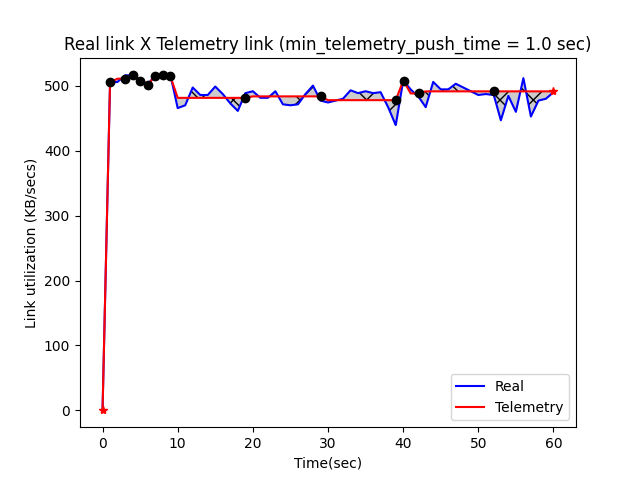 Real link X Telemetry link (min_telemetry_push_time = 1.0 sec)
Link utilization (KB/secs)
500
400
300
200
100
0
0 10 20 30 40 50 60
Time(sec)
Real
Telemetry